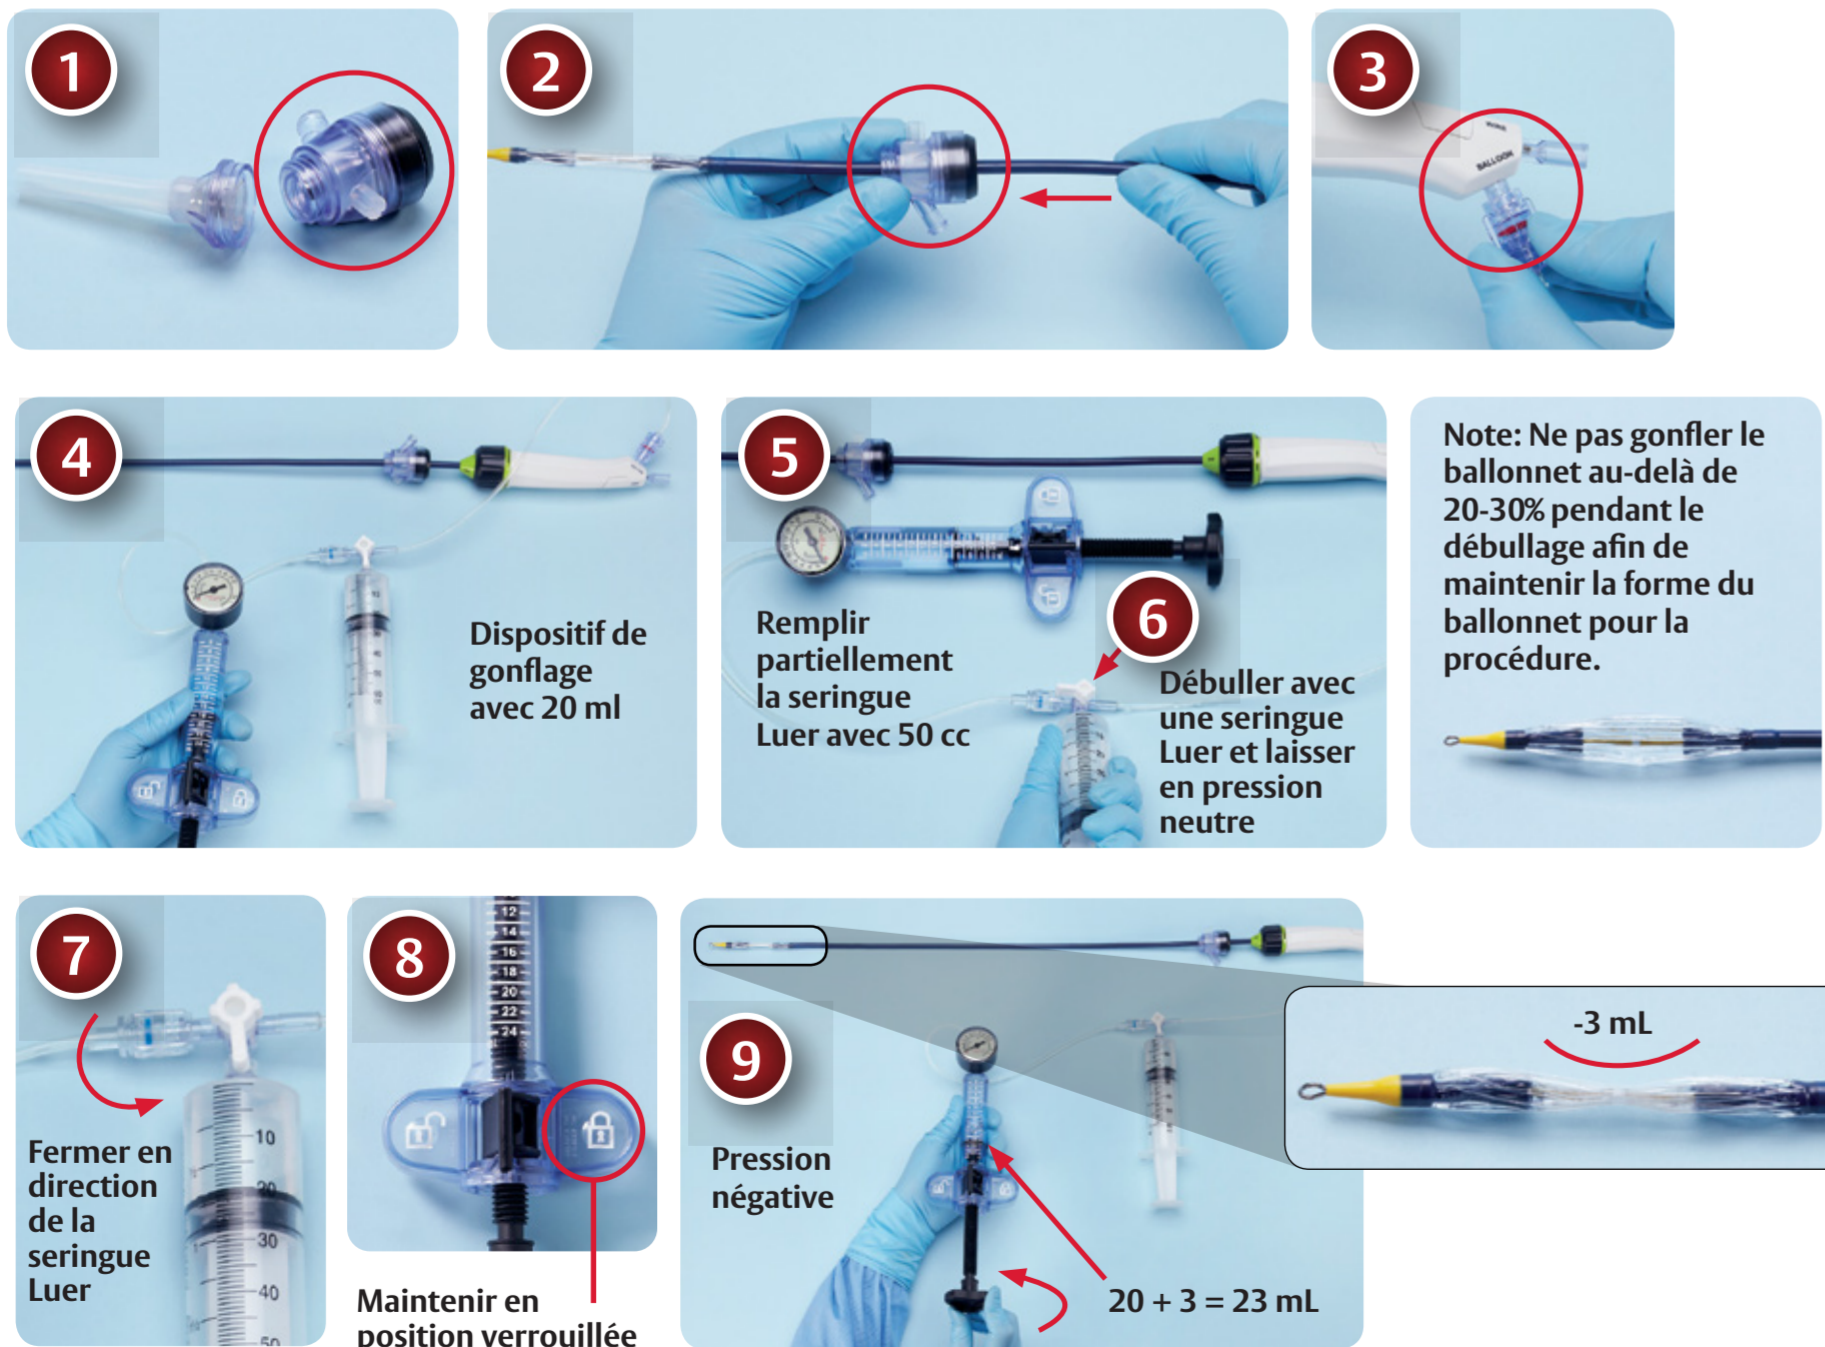 1
2
3
BALLOON
4
Dispositif de
gonflage
avec 20 ml
5
Remplir
partiellement
la seringue
Luer avec 50 cc
6
Débuller avec
une seringue
Luer et laisser
en pression
neutre
Note: Ne pas gonfler le
ballonnet au-delà de
20-30% pendant le
débullage afin de
maintenir la forme du
ballonnet pour la
procédure.
7
Fermer en
direction
de la
seringue
Luer
10
20
30
40
50
8
12
14
16
18
20
22
24
Maintenir en
position verrouillée
9
Pression
négative
20 + 3 = 23 mL
-3 mL